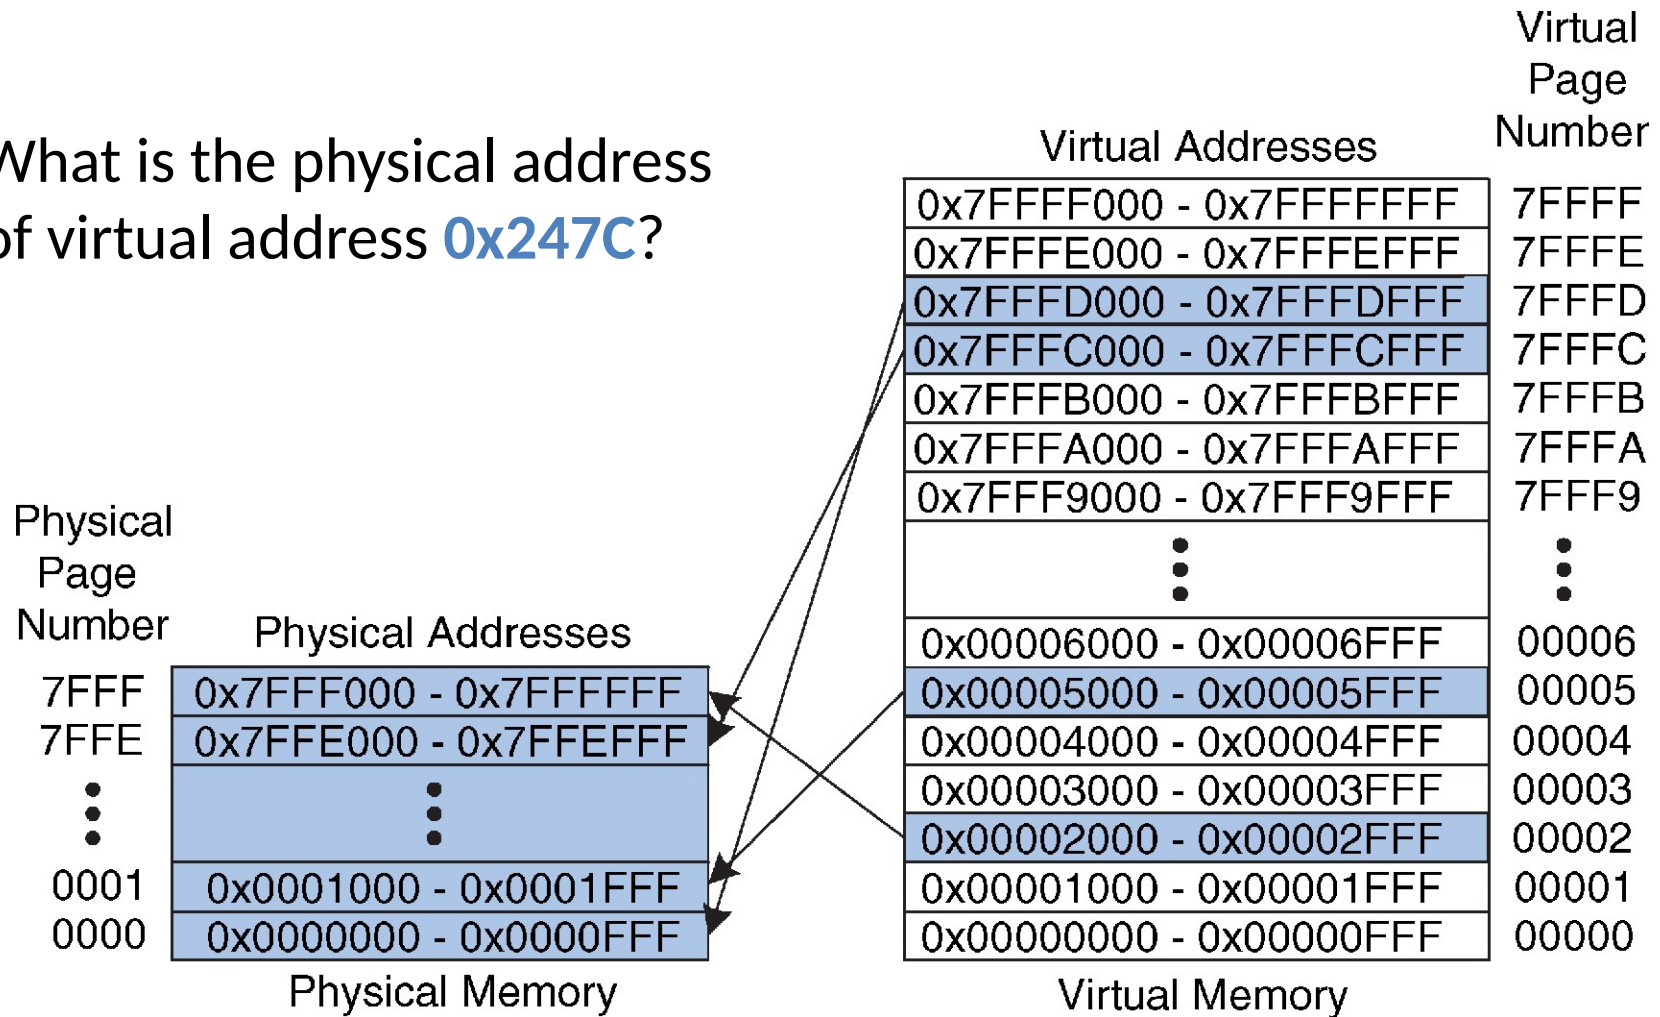 What is the physical address
of virtual address 0x247C?
Virtual
Page
Number
Virtual Addresses
0x7FFFF000 - 0x7FFFFFFF 7FFFF
0x7FFFE000 - 0x7FFFEFFF 7FFFE
0x7FFFD000 - 0x7FFFDFFF 7FFFD
0x7FFFC000 - 0x7FFFCFFF 7FFFC
0x7FFFB000 - 0x7FFFBFFF 7FFFB
0x7FFFA000 - 0x7FFFAFFF 7FFFA
0x7FFF9000 - 0x7FFF9FFF 7FFF9
0x00006000 - 0x00006FFF 00006
0x00005000 - 0x00005FFF 00005
0x00004000 - 0x00004FFF 00004
0x00003000 - 0x00003FFF 00003
0x00002000 - 0x00002FFF 00002
0x00001000 - 0x00001FFF 00001
0x00000000 - 0x00000FFF 00000
Virtual Memory
Physical
Page
Number
Physical Addresses
7FFF 0x7FFF000 - 0x7FFFFFF
7FFE 0x7FFE000 - 0x7FFEFFF
0001 0x0001000 - 0x0001FFF
0000 0x0000000 - 0x0000FFF
Physical Memory